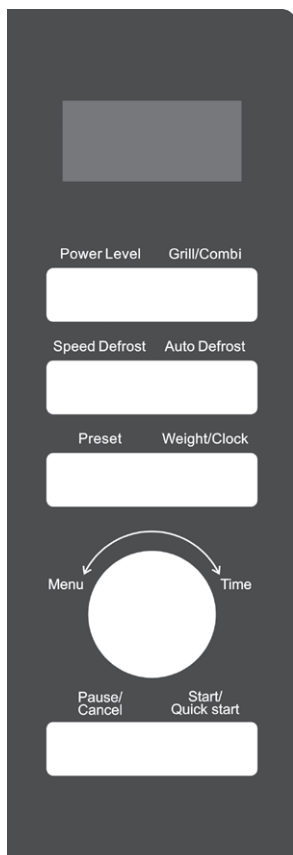 Power Level Grill/Combi
Speed Defrost Auto Defrost
Preset Weight/Clock
Menu Time
Pause/ Start/
Cancel Quick start